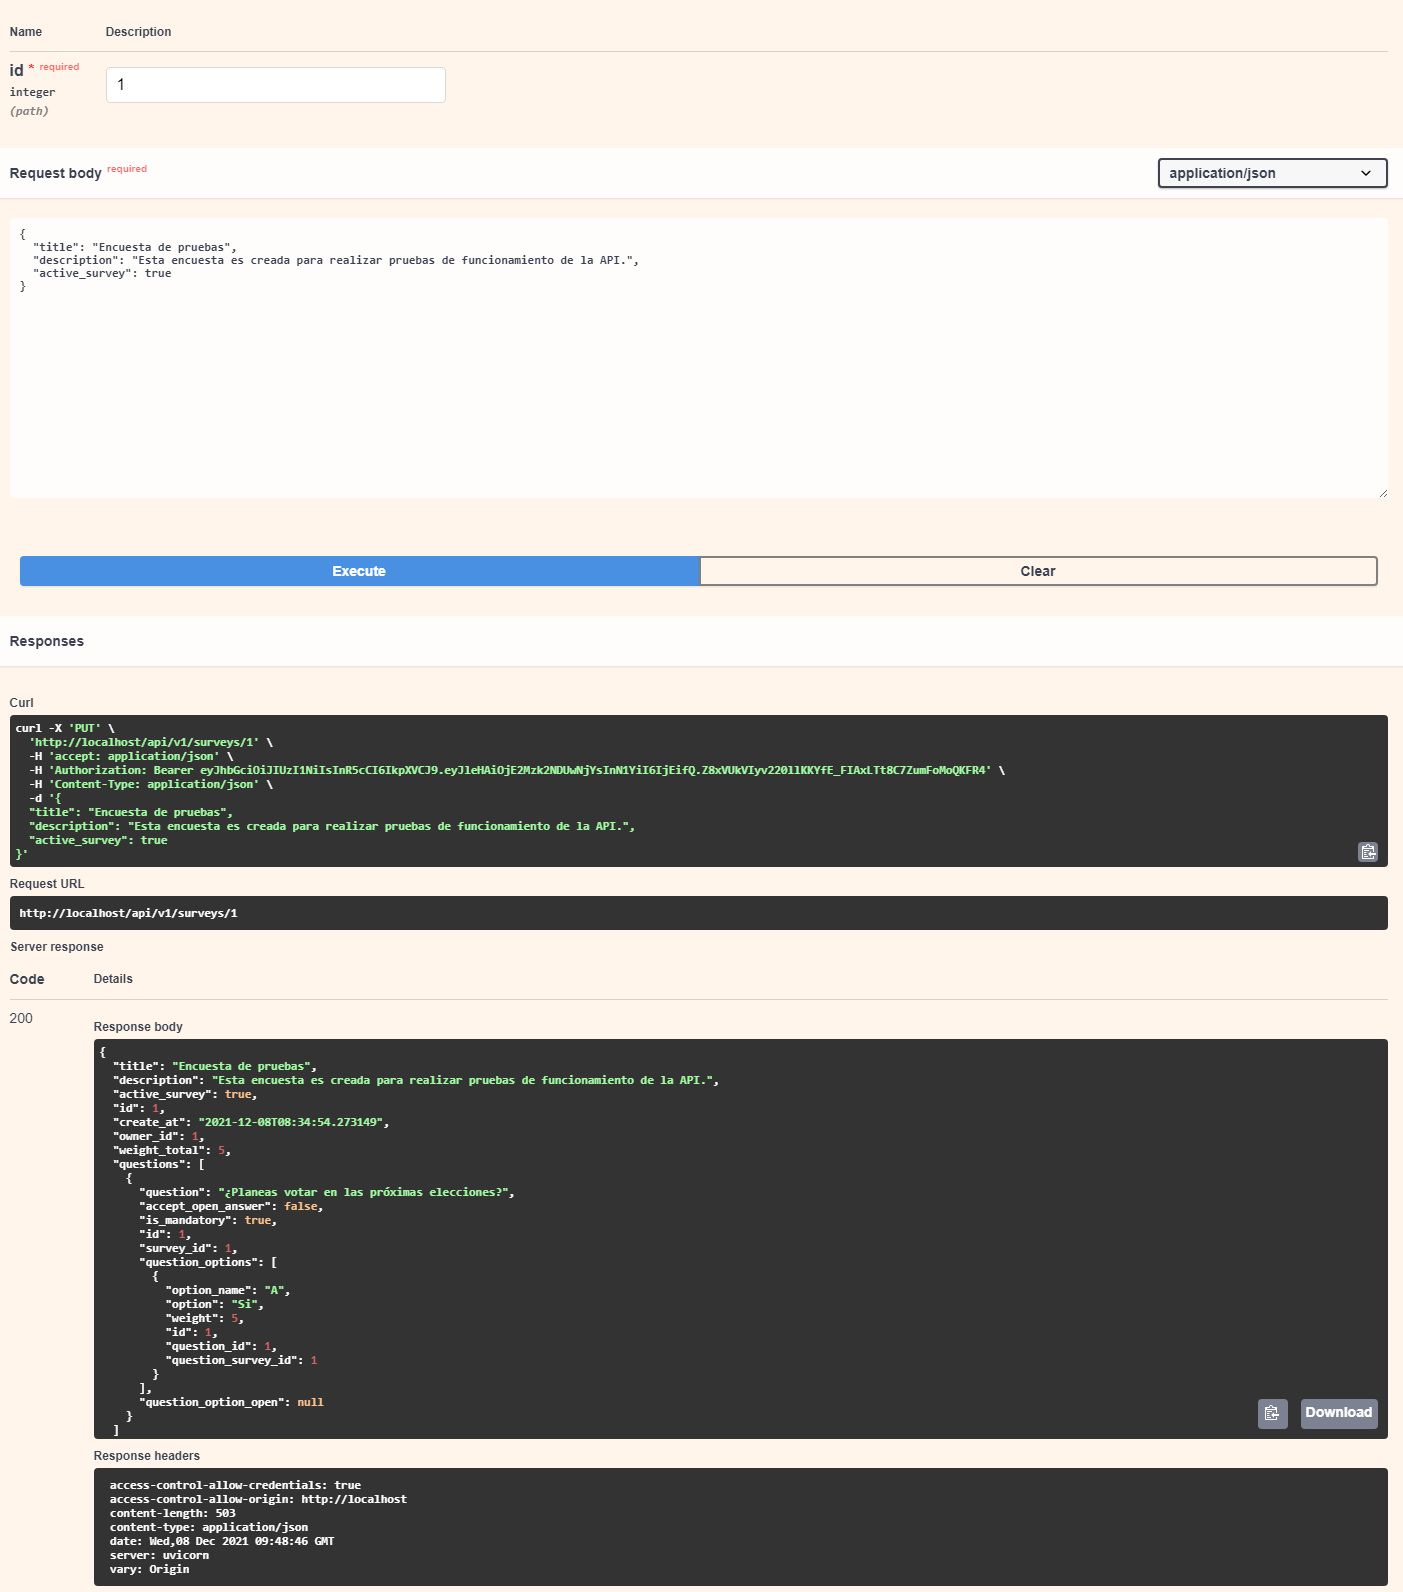 Name Description
id * required
integer
(path)
1
Request body required
application/json
{
"title": "Encuesta de pruebas",
"description": "Esta encuesta es creada para realizar pruebas de funcionamiento de la API.",
"active_survey": true
}
Execute Clear
Responses
Curl
curl -X 'PUT' \
'http://localhost/api/v1/surveys/1' \
-H 'accept: application/json' \
-H 'Authorization: Bearer eyJhbGciOiJIUzI1NiIsInR5cCI6IkpXVCJ9.eyJleHAiOjE2Mzk2NDUwNjYsInN1YiI6IjEifQ.Z8xVUkVIyv220llKKYfE_FIAxLTt8C7ZumFoMoQKFR4' \
-H 'Content-Type: application/json' \
-d '{
"title": "Encuesta de pruebas",
"description": "Esta encuesta es creada para realizar pruebas de funcionamiento de la API.",
"active_survey": true
}'
Request URL
http://localhost/api/v1/surveys/1
Server response
Code Details
200
Response body
{
"title": "Encuesta de pruebas",
"description": "Esta encuesta es creada para realizar pruebas de funcionamiento de la API.",
"active_survey": true,
"id": 1,
"create_at": "2021-12-08T08:34:54.273149",
"owner_id": 1,
"weight_total": 5,
"questions": [
{
"question": "¿Planeas votar en las próximas elecciones?",
"accept_open_answer": false,
"is_mandatory": true,
"id": 1,
"survey_id": 1,
"question_options": [
{
"option_name": "A",
"option": "Si",
"weight": 5,
"id": 1,
"question_id": 1,
"question_survey_id": 1
}
],
"question_option_open": null
}
]
Download
Response headers
access-control-allow-credentials: true
access-control-allow-origin: http://localhost
content-length: 503
content-type: application/json
date: Wed,08 Dec 2021 09:48:46 GMT
server: uvicorn
vary: Origin